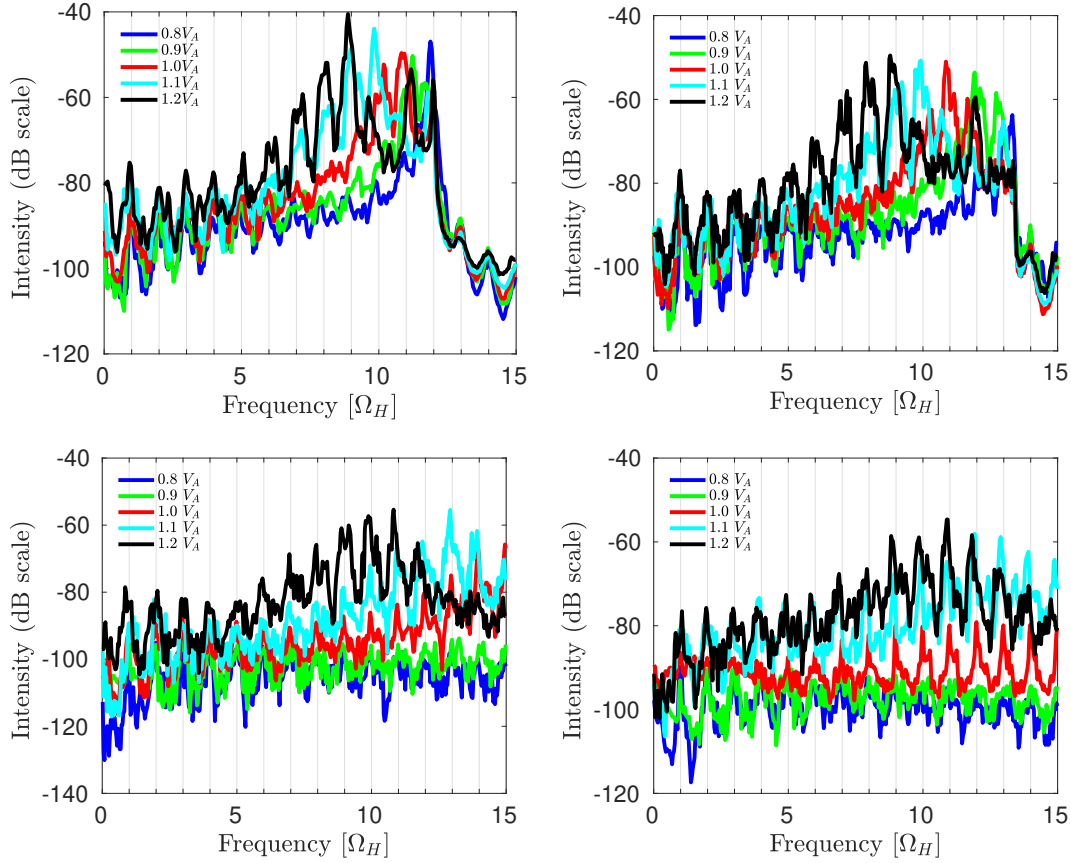 -40
-60
-80
-100
-120
Intensity (dB scale)
0.8V_A
0.9V_A
1.0V_A
1.1V_A
1.2V_A
0 5 10 15
Frequency [Ω_H]
-40
-60
-80
-100
-120
Intensity (dB scale)
0.8 V_A
0.9 V_A
1.0 V_A
1.1 V_A
1.2 V_A
0 5 10 15
Frequency [Ω_H]
-40
-60
-80
-100
-120
-140
Intensity (dB scale)
0.8 V_A
0.9 V_A
1.0 V_A
1.1 V_A
1.2 V_A
0 5 10 15
Frequency [Ω_H]
-40
-60
-80
-100
-120
Intensity (dB scale)
0.8 V_A
0.9 V_A
1.0 V_A
1.1 V_A
1.2 V_A
0 5 10 15
Frequency [Ω_H]